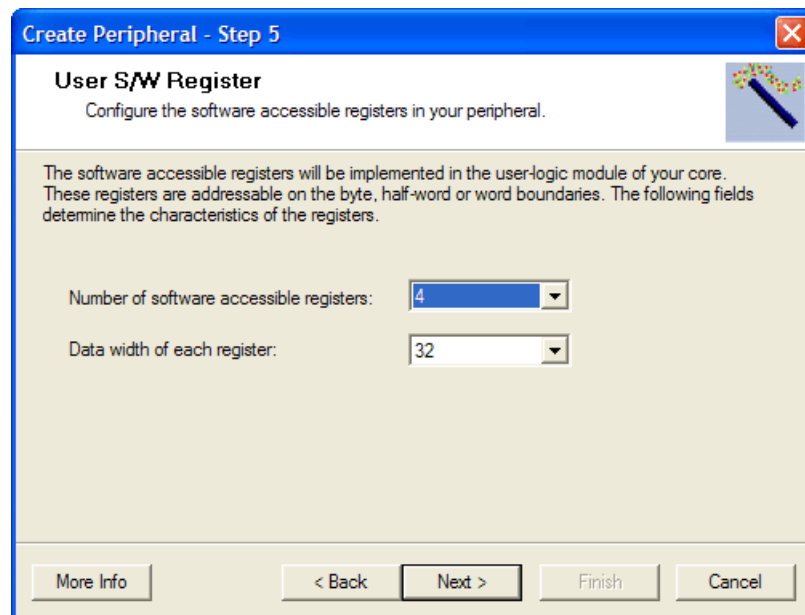 Create Peripheral - Step 5
User S/W Register
Configure the software accessible registers in your peripheral.
The software accessible registers will be implemented in the user-logic module of your core.
These registers are addressable on the byte, half-word or word boundaries. The following fields
determine the characteristics of the registers.
Number of software accessible registers: 4
Data width of each register: 32
More Info < Back Next > Finish Cancel